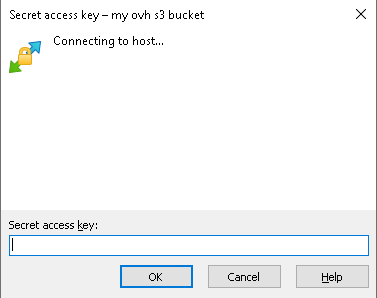 Secret access key – my ovh s3 bucket
Connecting to host...
Secret access key:
OK Cancel Help